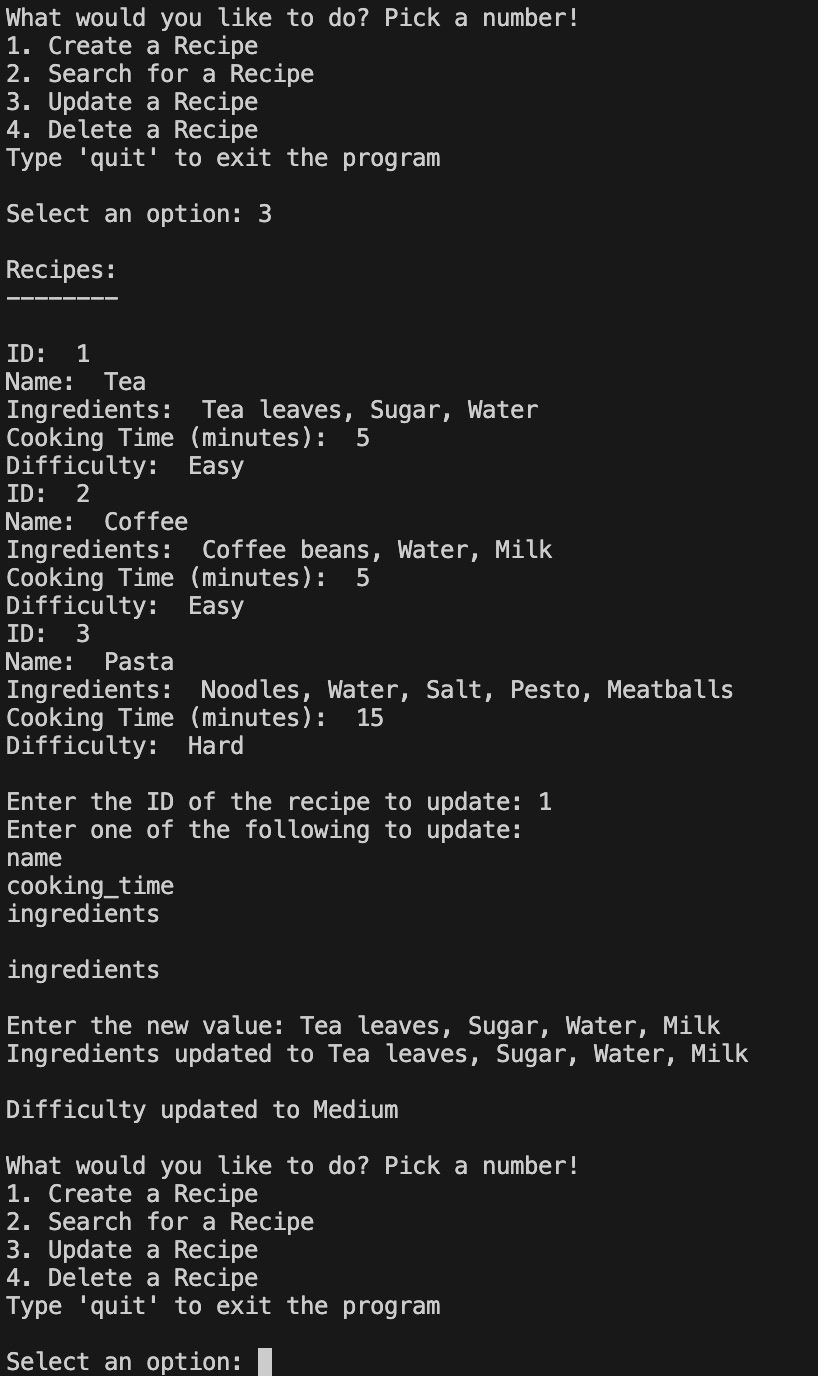 What would you like to do? Pick a number!
1. Create a Recipe
2. Search for a Recipe
3. Update a Recipe
4. Delete a Recipe
Type 'quit' to exit the program
Select an option: 3
Recipes:
--------
ID:  1
Name:  Tea
Ingredients:  Tea leaves, Sugar, Water
Cooking Time (minutes):  5
Difficulty:  Easy
ID:  2
Name:  Coffee
Ingredients:  Coffee beans, Water, Milk
Cooking Time (minutes):  5
Difficulty:  Easy
ID:  3
Name:  Pasta
Ingredients:  Noodles, Water, Salt, Pesto, Meatballs
Cooking Time (minutes):  15
Difficulty:  Hard
Enter the ID of the recipe to update: 1
Enter one of the following to update:
name
cooking_time
ingredients
ingredients
Enter the new value: Tea leaves, Sugar, Water, Milk
Ingredients updated to Tea leaves, Sugar, Water, Milk
Difficulty updated to Medium
What would you like to do? Pick a number!
1. Create a Recipe
2. Search for a Recipe
3. Update a Recipe
4. Delete a Recipe
Type 'quit' to exit the program
Select an option: